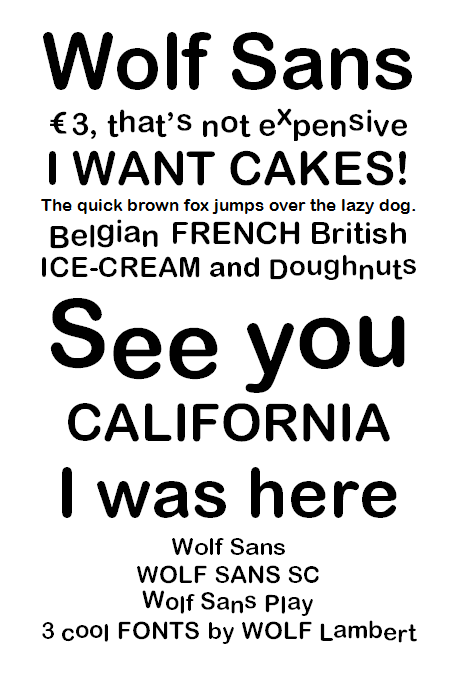 Wolf Sans
€3, that's not expensive
I WANT CAKES!
The quick brown fox jumps over the lazy dog.
Belgian FRENCH British
ICE-CREAM and Doughnuts
See you
CALIFORNIA
I was here
Wolf Sans
WOLF SANS SC
Wolf Sans Play
3 cool FONTS by WOLF Lambert